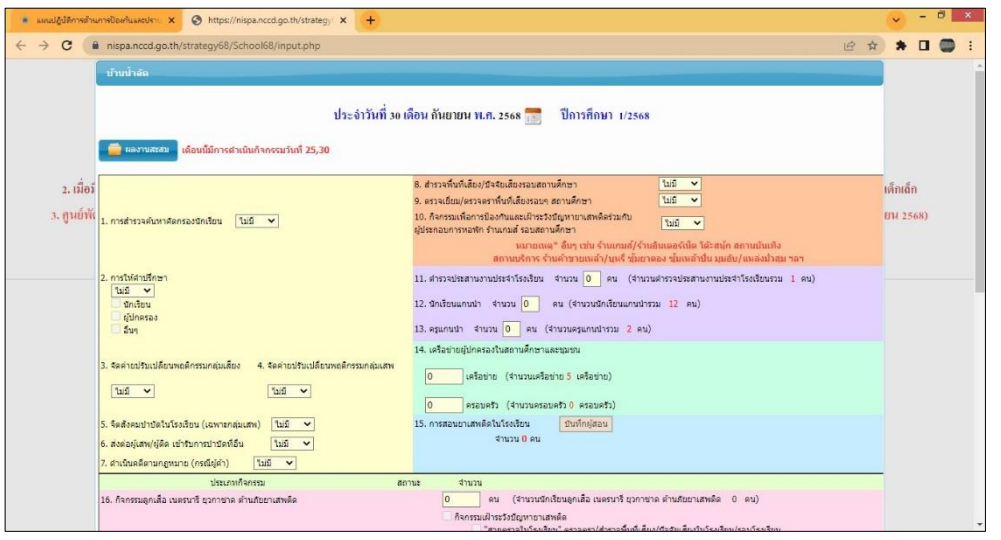 แผนปฏิบัติการด้านการป้องกันและปรา
https://nispa.nccd.go.th/strategy
nispa.nccd.go.th/strategy68/School68/input.php
บ้านน้ำลัด
ประจำวันที่ 30 เดือน กันยายน พ.ศ. 2568 ปีการศึกษา 1/2568
ผลงานสะสม เดือนนี้มีการดำเนินกิจกรรมวันที่ 25,30
2. เมื่อ
เด็กเล็ก
3. ศูนย์พั
ยน 2568)
1. การสำรวจค้นหาคัดกรองนักเรียน ไม่มี
2. การให้คำปรึกษา
ไม่มี
นักเรียน
ผู้ปกครอง
อื่นๆ
3. จัดค่ายปรับเปลี่ยนพฤติกรรมกลุ่มเสี่ยง 4. จัดค่ายปรับเปลี่ยนพฤติกรรมกลุ่มเสพ
ไม่มี ไม่มี
5. จัดสังคมบำบัดในโรงเรียน (เฉพาะกลุ่มเสพ) ไม่มี
6. ส่งต่อผู้เสพ/ผู้ติด เข้ารับการบำบัดที่อื่น ไม่มี
7. ดำเนินคดีตามกฎหมาย (กรณีผู้ค้า) ไม่มี
8. สำรวจพื้นที่เสี่ยง/ปัจจัยเสี่ยงรอบสถานศึกษา ไม่มี
9. ตรวจเยี่ยม/ตรวจตราพื้นที่เสี่ยงรอบๆ สถานศึกษา ไม่มี
10. กิจกรรมเพื่อการป้องกันและเฝ้าระวังปัญหายาเสพติดร่วมกับ
ผู้ประกอบการหอพัก ร้านเกมส์ รอบสถานศึกษา ไม่มี
หมายเหตุ* อื่นๆ เช่น ร้านเกมส์/ร้านอินเตอร์เน็ต โต๊ะสนุ๊ก สถานบันเทิง
สถานบริการ ร้านค้าขายเหล้า/บุหรี่ ซุ้มยาดอง ซุ้มเหล้าปั่น มุมอับ/แหล่งมั่วสุม ฯลฯ
11. ตำรวจประสานงานประจำโรงเรียน จำนวน 0 คน (จำนวนตำรวจประสานงานประจำโรงเรียนรวม 1 คน)
12. นักเรียนแกนนำ จำนวน 0 คน (จำนวนนักเรียนแกนนำรวม 12 คน)
13. ครูแกนนำ จำนวน 0 คน (จำนวนครูแกนนำรวม 2 คน)
14. เครือข่ายผู้ปกครองในสถานศึกษาและชุมชน
0 เครือข่าย (จำนวนเครือข่าย 5 เครือข่าย)
0 ครอบครัว (จำนวนครอบครัว 0 ครอบครัว)
15. การสอนยาเสพติดในโรงเรียน บันทึกผู้สอน
จำนวน 0 คน
ประเภทกิจกรรม สถานะ จำนวน
16. กิจกรรมลูกเสือ เนตรนารี ยุวกาชาด ต้านภัยยาเสพติด 0 คน (จำนวนนักเรียนลูกเสือ เนตรนารี ยุวกาชาด ต้านภัยยาเสพติด 0 คน)
กิจกรรมเฝ้าระวังปัญหายาเสพติด